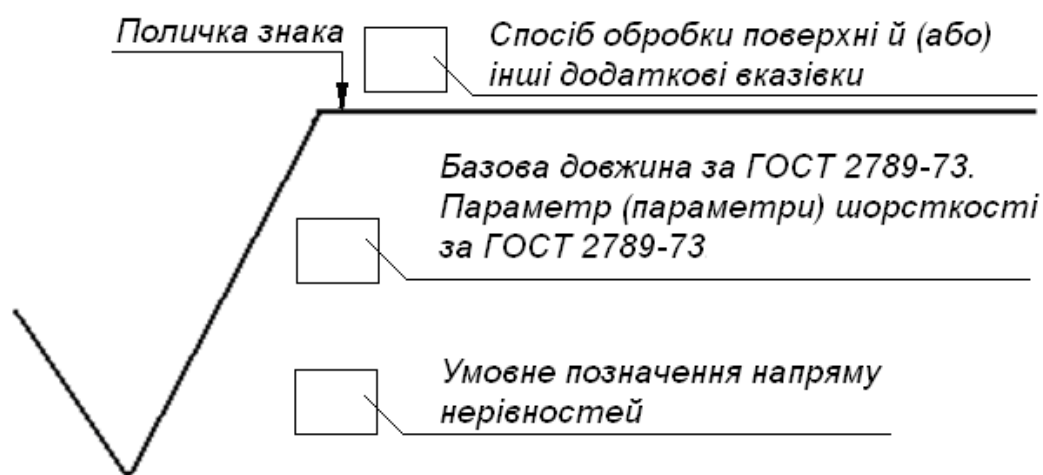 Поличка знака
Спосіб обробки поверхні й (або)
інші додаткові вказівки
Базова довжина за ГОСТ 2789-73.
Параметр (параметри) шорсткості
за ГОСТ 2789-73
Умовне позначення напряму
нерівностей